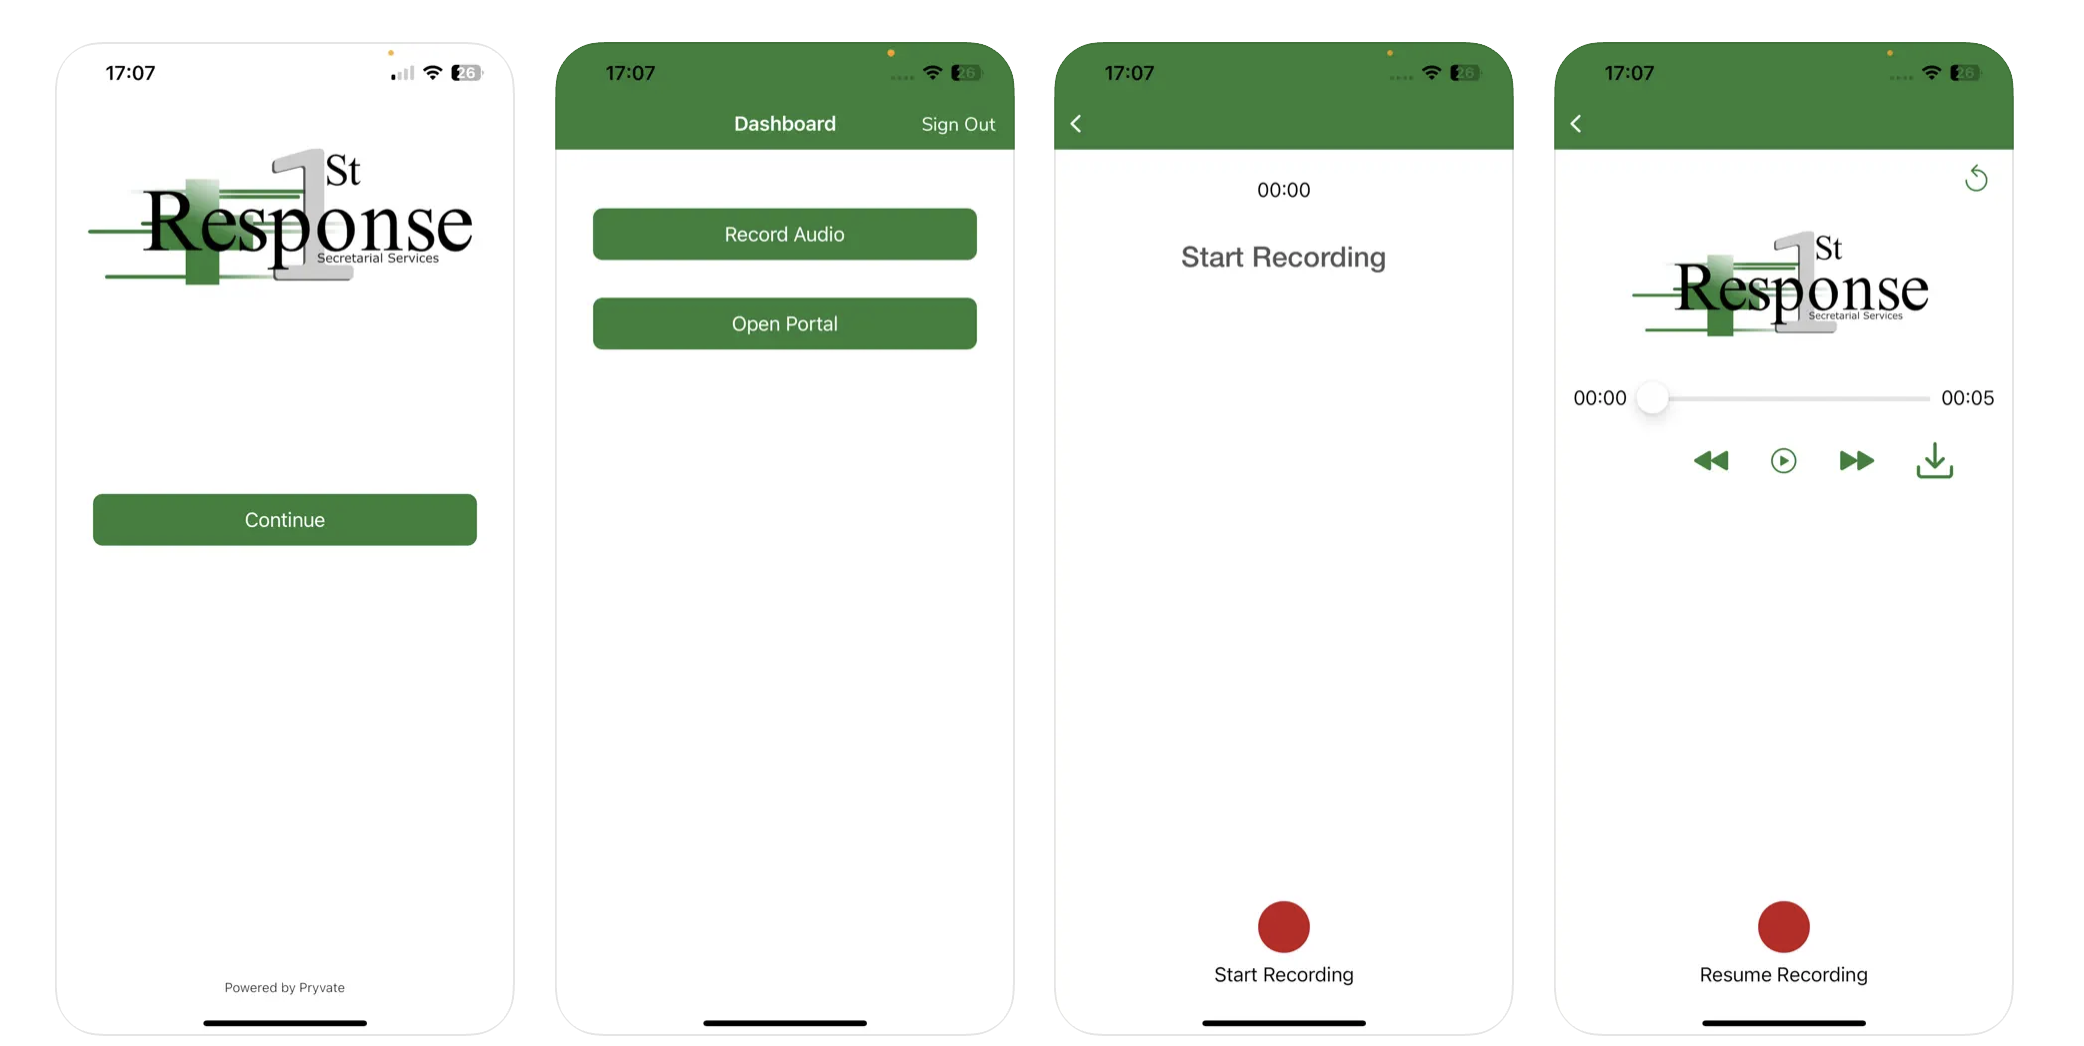 17:07
26
1St
Response
Secretarial Services
Continue
Powered by Pryvate
17:07
26
Dashboard
Sign Out
Record Audio
Open Portal
17:07
26
00:00
Start Recording
Start Recording
17:07
26
1St
Response
Secretarial Services
00:00
00:05
Resume Recording